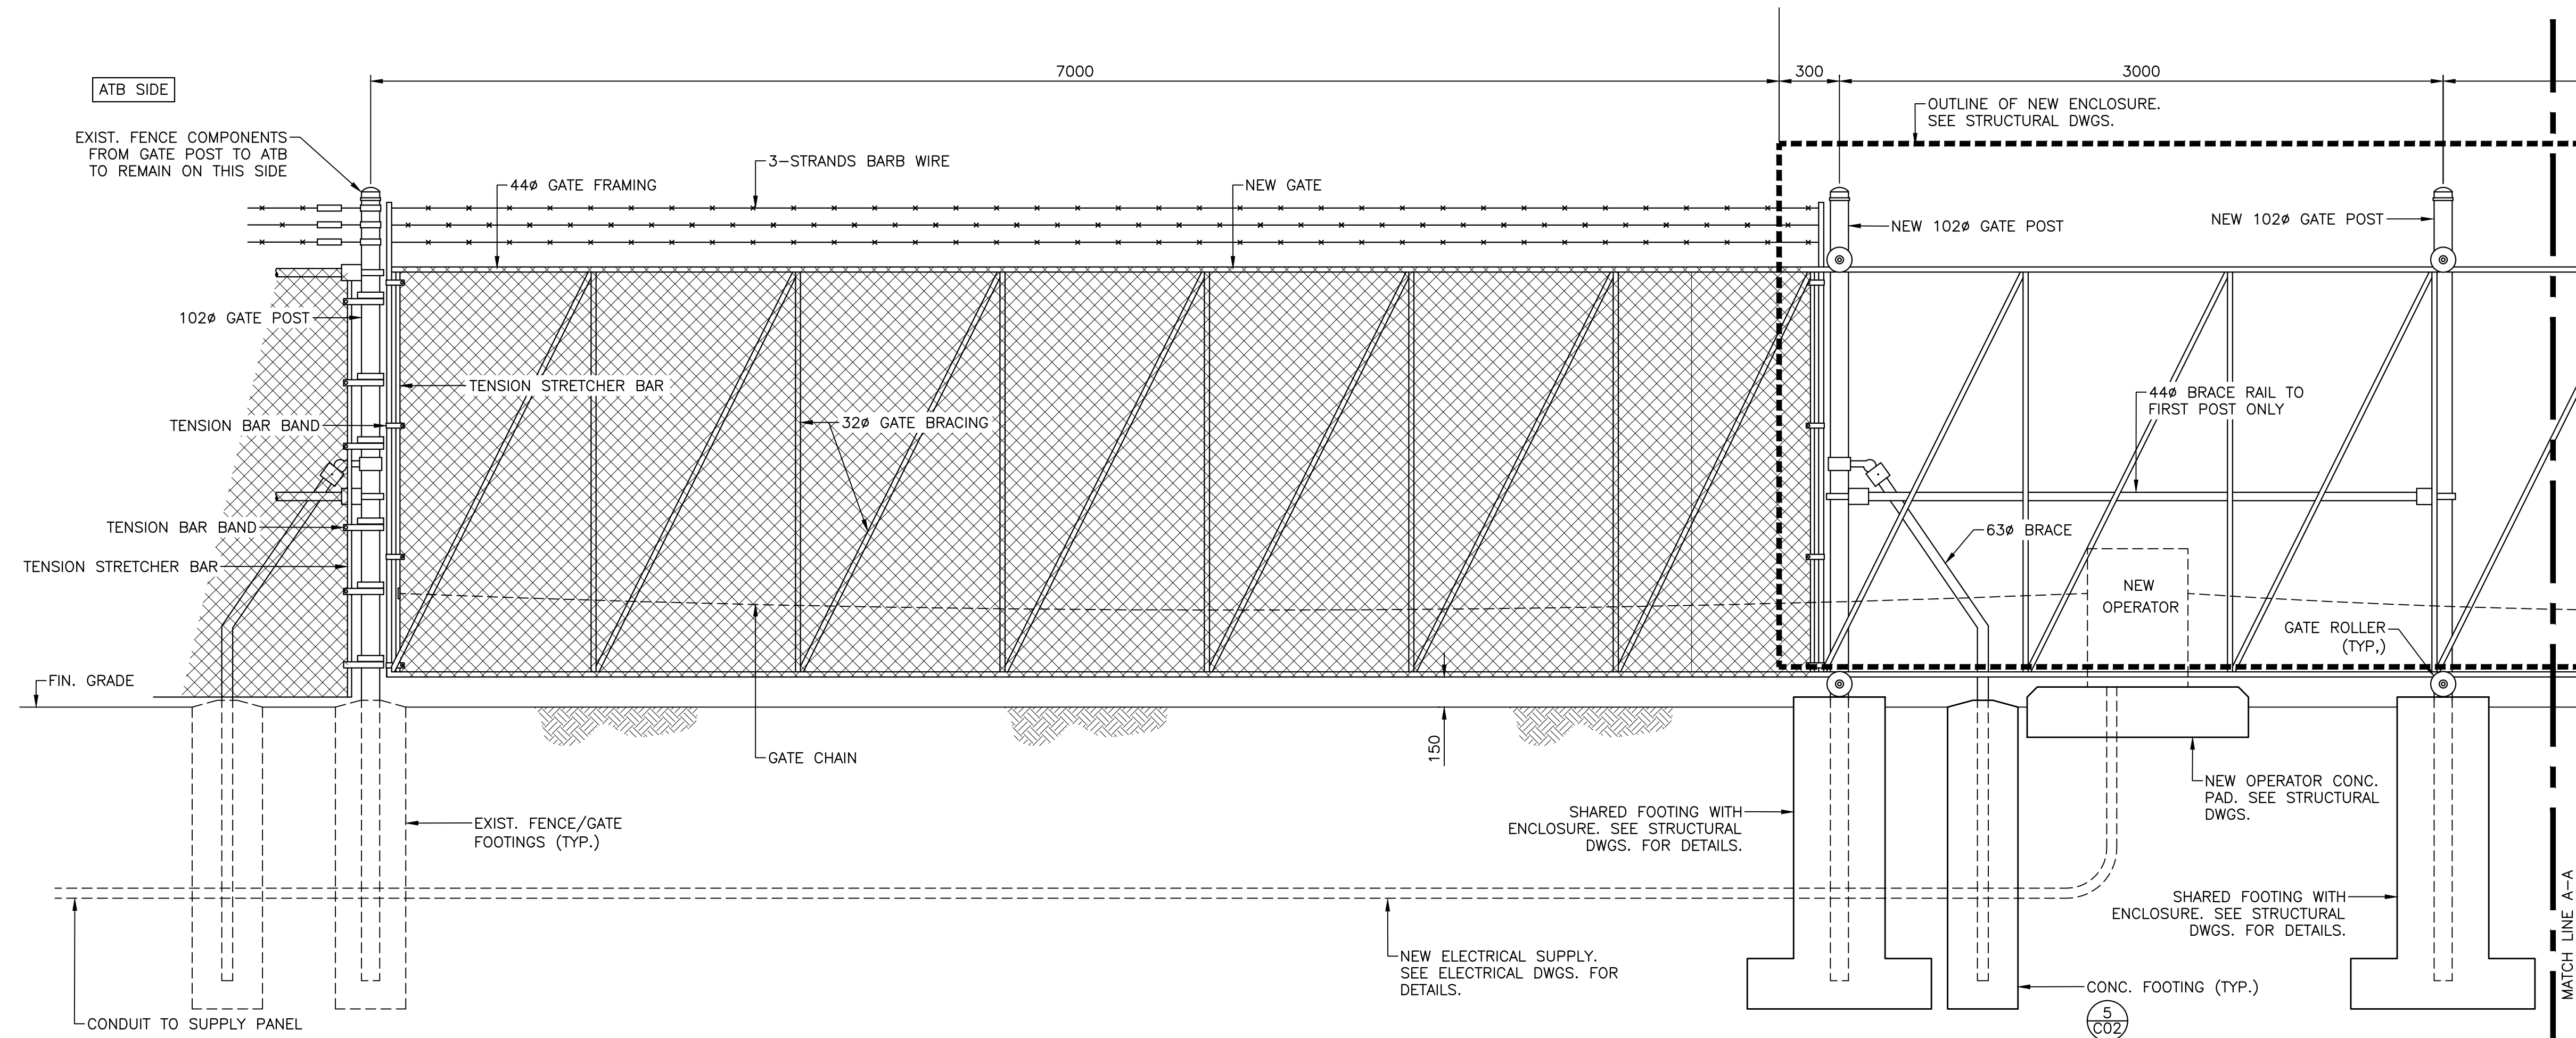 7000
300
3000
ATB SIDE
OUTLINE OF NEW ENCLOSURE.
SEE STRUCTURAL DWGS.
EXIST. FENCE COMPONENTS
FROM GATE POST TO ATB
TO REMAIN ON THIS SIDE
3-STRANDS BARB WIRE
44ø GATE FRAMING
NEW GATE
NEW 102ø GATE POST
NEW 102ø GATE POST
102ø GATE POST
TENSION STRETCHER BAR
44ø BRACE RAIL TO
FIRST POST ONLY
TENSION BAR BAND
32ø GATE BRACING
TENSION BAR BAND
63ø BRACE
TENSION STRETCHER BAR
NEW
OPERATOR
GATE ROLLER
(TYP,)
FIN. GRADE
150
GATE CHAIN
NEW OPERATOR CONC.
PAD. SEE STRUCTURAL
DWGS.
SHARED FOOTING WITH
ENCLOSURE. SEE STRUCTURAL
DWGS. FOR DETAILS.
EXIST. FENCE/GATE
FOOTINGS (TYP.)
SHARED FOOTING WITH
ENCLOSURE. SEE STRUCTURAL
DWGS. FOR DETAILS.
MATCH LINE A-A
NEW ELECTRICAL SUPPLY.
SEE ELECTRICAL DWGS. FOR
DETAILS.
CONC. FOOTING (TYP.)
5
C02
CONDUIT TO SUPPLY PANEL